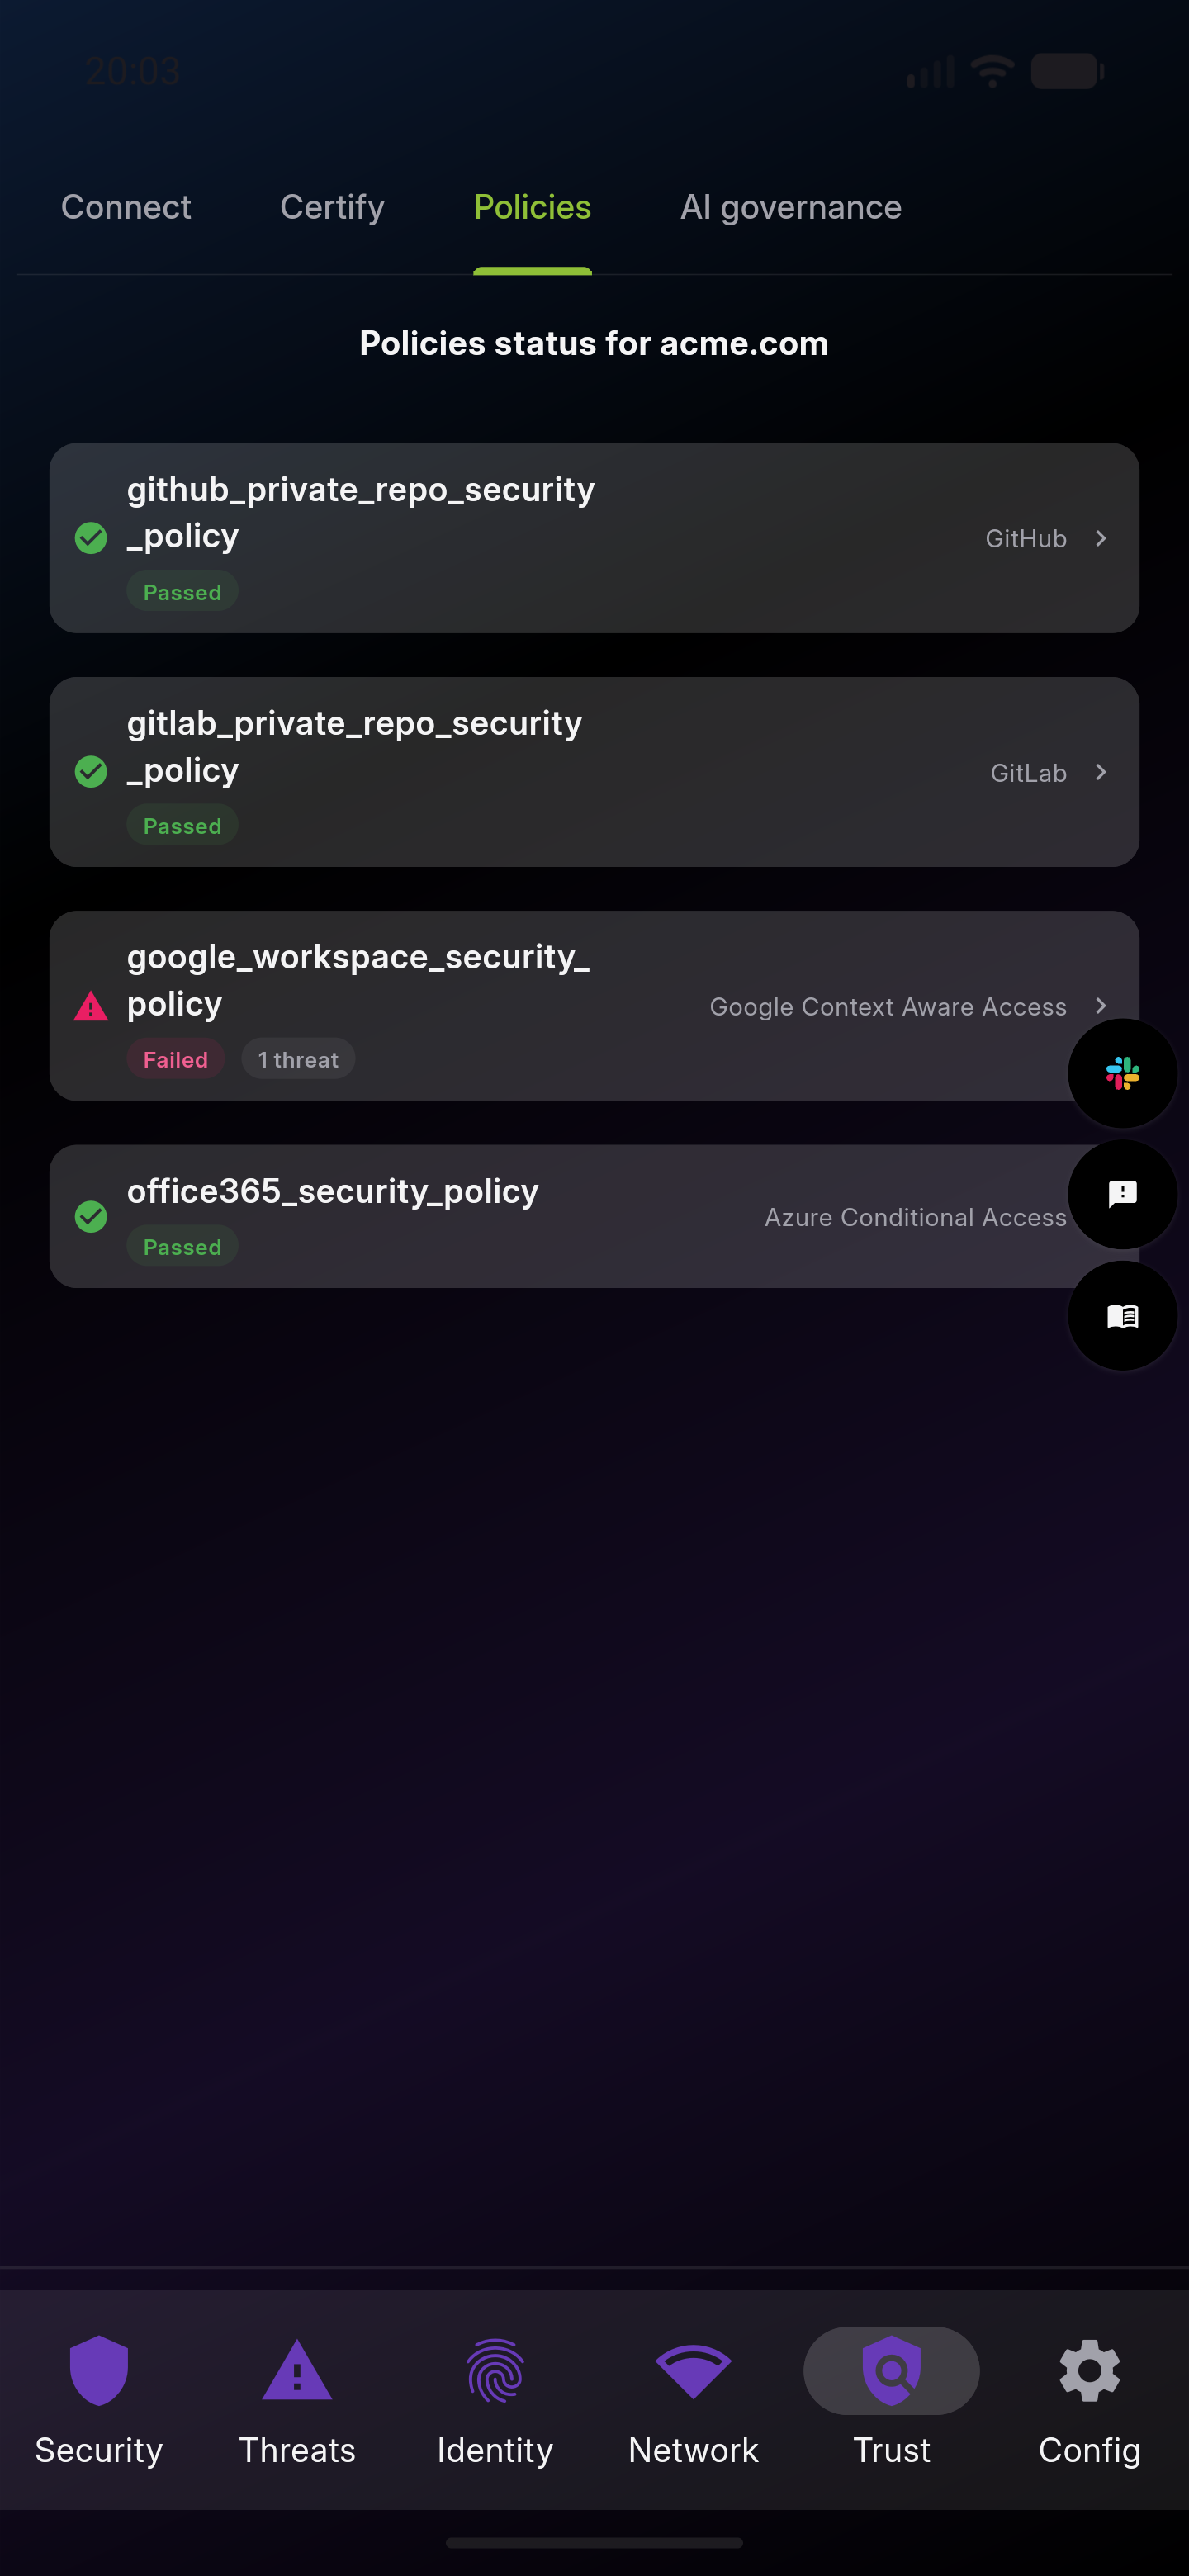 20:03
Connect Certify Policies AI governance
Policies status for acme.com
github_private_repo_security
_policy
GitHub
Passed
gitlab_private_repo_security
_policy
GitLab
Passed
google_workspace_security_
policy
Google Context Aware Access
Failed 1 threat
office365_security_policy
Azure Conditional Access
Passed
Security Threats Identity Network Trust Config